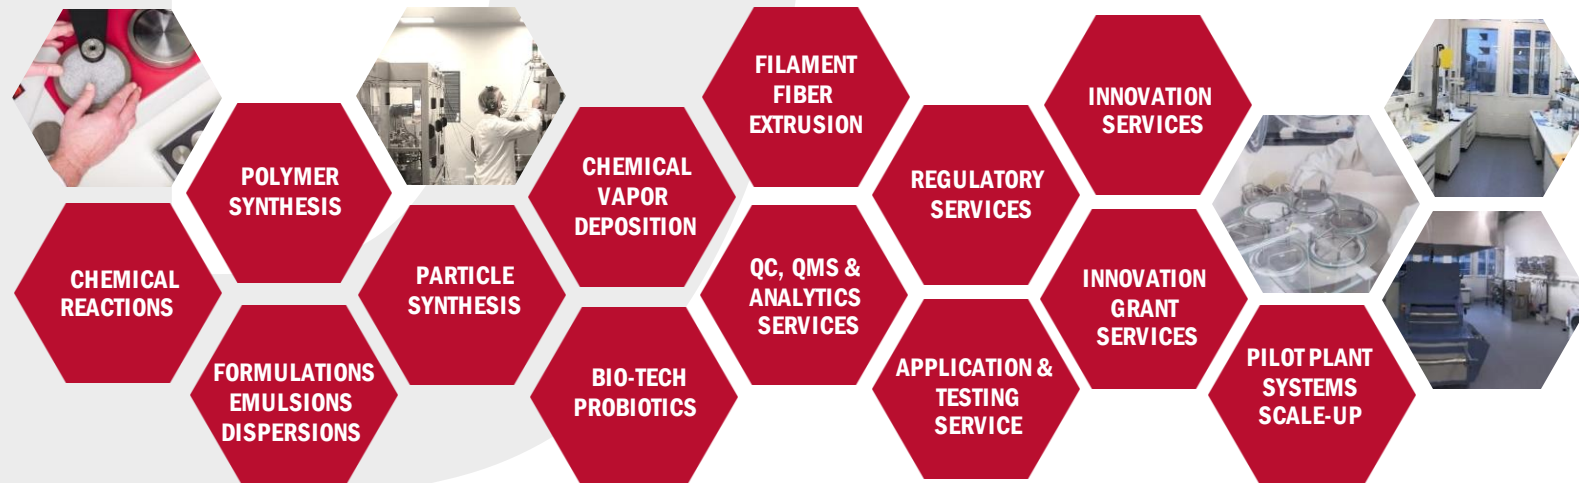 CHEMICAL
REACTIONS
POLYMER
SYNTHESIS
FORMULATIONS
EMULSIONS
DISPERSIONS
PARTICLE
SYNTHESIS
CHEMICAL
VAPOR
DEPOSITION
BIO-TECH
PROBIOTICS
FILAMENT
FIBER
EXTRUSION
QC, QMS &
ANALYTICS
SERVICES
REGULATORY
SERVICES
APPLICATION &
TESTING
SERVICE
INNOVATION
SERVICES
INNOVATION
GRANT
SERVICES
PILOT PLANT
SYSTEMS
SCALE-UP